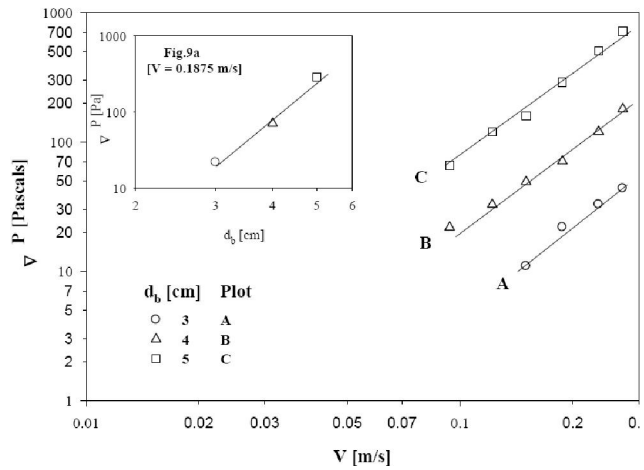 1000
700
500
300
200
100
70
50
30
20
10
7
5
3
2
1
∇ P [Pascals]
0.01
0.02
0.03
0.05
0.07
0.1
0.2
0.
V [m/s]
Fig.9a
[V = 0.1875 m/s]
1000
100
10
∇ P [Pa]
2
3
4
5
6
d_b [cm]
C
B
A
d_b [cm] Plot
3 A
4 B
5 C